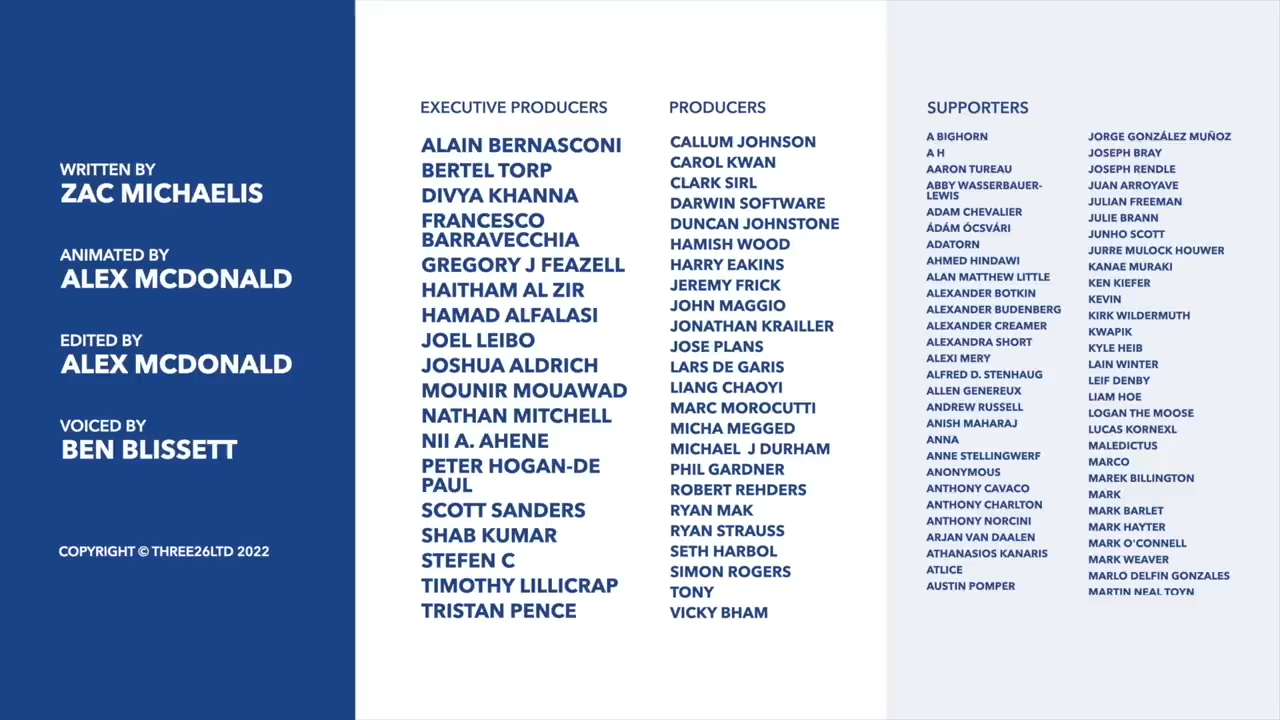 WRITTEN BY
ZAC MICHAELIS
ANIMATED BY
ALEX MCDONALD
EDITED BY
ALEX MCDONALD
VOICED BY
BEN BLISSETT
COPYRIGHT © THREE26LTD 2022
EXECUTIVE PRODUCERS
ALAIN BERNASCONI
BERTEL TORP
DIVYA KHANNA
FRANCESCO
BARRAVECCHIA
GREGORY J FEAZELL
HAITHAM AL ZIR
HAMAD ALFALASI
JOEL LEIBO
JOSHUA ALDRICH
MOUNIR MOUAWAD
NATHAN MITCHELL
NII A. AHENE
PETER HOGAN-DE
PAUL
SCOTT SANDERS
SHAB KUMAR
STEFEN C
TIMOTHY LILLICRAP
TRISTAN PENCE
PRODUCERS
CALLUM JOHNSON
CAROL KWAN
CLARK SIRL
DARWIN SOFTWARE
DUNCAN JOHNSTONE
HAMISH WOOD
HARRY EAKINS
JEREMY FRICK
JOHN MAGGIO
JONATHAN KRAILLER
JOSE PLANS
LARS DE GARIS
LIANG CHAOYI
MARC MOROCUTTI
MICHA MEGGED
MICHAEL  J DURHAM
PHIL GARDNER
ROBERT REHDERS
RYAN MAK
RYAN STRAUSS
SETH HARBOL
SIMON ROGERS
TONY
VICKY BHAM
SUPPORTERS
A BIGHORN
A H
AARON TUREAU
ABBY WASSERBAUER-
LEWIS
ADAM CHEVALIER
ÁDÁM ÓCSVÁRI
ADATORN
AHMED HINDAWI
ALAN MATTHEW LITTLE
ALEXANDER BOTKIN
ALEXANDER BUDENBERG
ALEXANDER CREAMER
ALEXANDRA SHORT
ALEXI MERY
ALFRED D. STENHAUG
ALLEN GENEREUX
ANDREW RUSSELL
ANISH MAHARAJ
ANNA
ANNE STELLINGWERF
ANONYMOUS
ANTHONY CAVACO
ANTHONY CHARLTON
ANTHONY NORCINI
ARJAN VAN DAALEN
ATHANASIOS KANARIS
ATLICE
AUSTIN POMPER
JORGE GONZÁLEZ MUÑOZ
JOSEPH BRAY
JOSEPH RENDLE
JUAN ARROYAVE
JULIAN FREEMAN
JULIE BRANN
JUNHO SCOTT
JURRE MULOCK HOUWER
KANAE MURAKI
KEN KIEFER
KEVIN
KIRK WILDERMUTH
KWAPIK
KYLE HEIB
LAIN WINTER
LEIF DENBY
LIAM HOE
LOGAN THE MOOSE
LUCAS KORNEXL
MALEDICTUS
MARCO
MAREK BILLINGTON
MARK
MARK BARLET
MARK HAYTER
MARK O'CONNELL
MARK WEAVER
MARLO DELFIN GONZALES
MARTIN NEAL TOYN